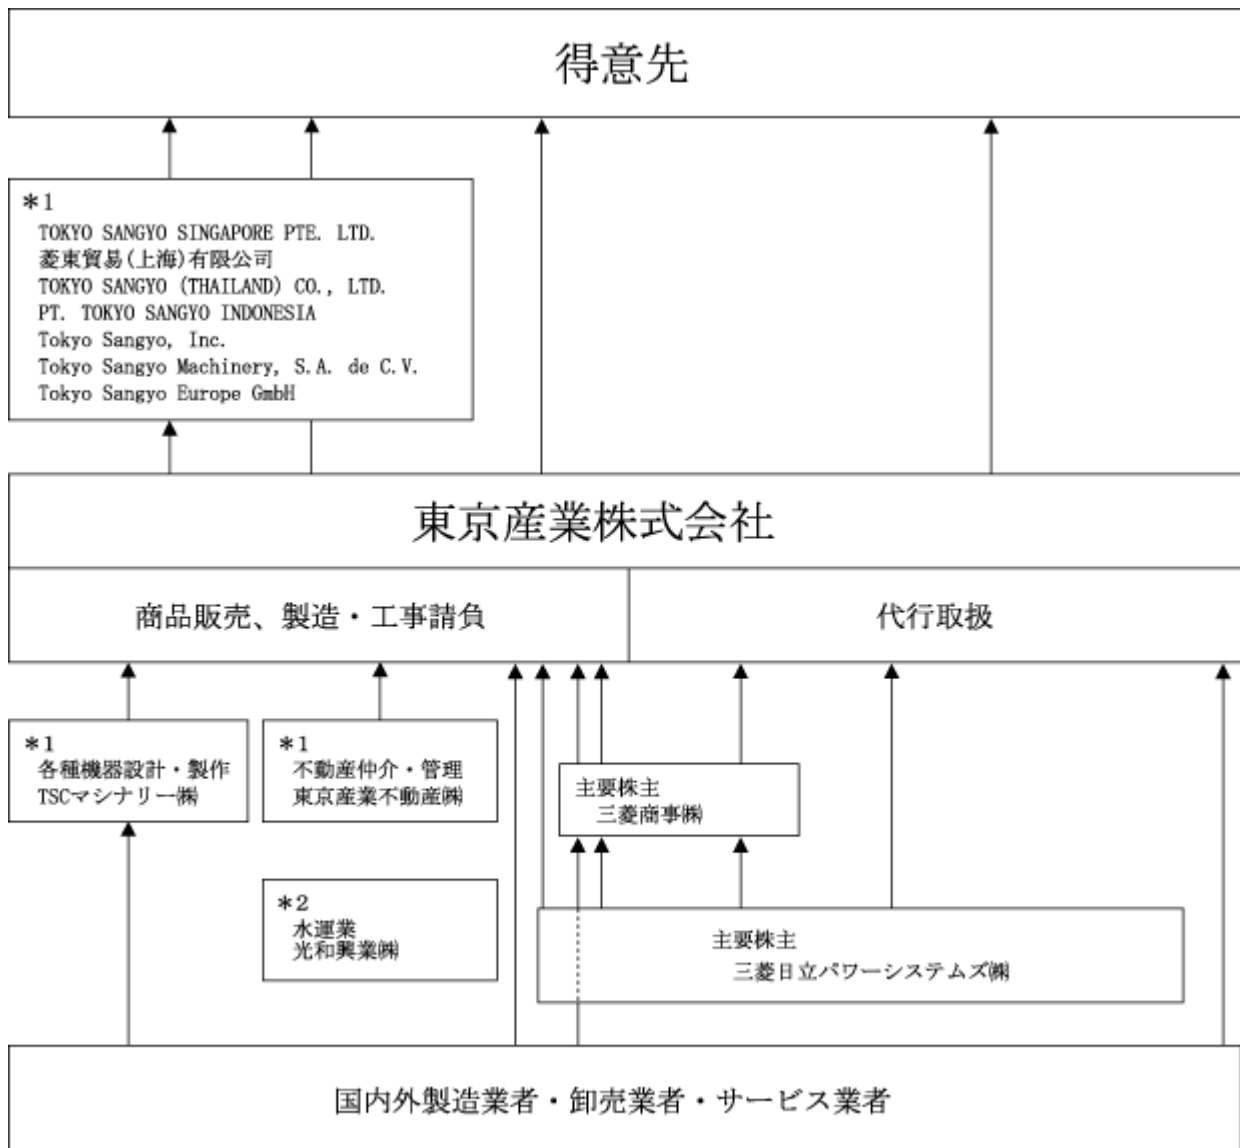 得意先
*1
TOKYO SANGYO SINGAPORE PTE. LTD.
菱東貿易(上海)有限公司
TOKYO SANGYO (THAILAND) CO., LTD.
PT. TOKYO SANGYO INDONESIA
Tokyo Sangyo, Inc.
Tokyo Sangyo Machinery, S.A. de C.V.
Tokyo Sangyo Europe GmbH
東京産業株式会社
商品販売、製造・工事請負
代行取扱
*1
各種機器設計・製作
TSCマシナリー㈱
*1
不動産仲介・管理
東京産業不動産㈱
主要株主
三菱商事㈱
*2
水運業
光和興業㈱
主要株主
三菱日立パワーシステムズ㈱
国内外製造業者・卸売業者・サービス業者